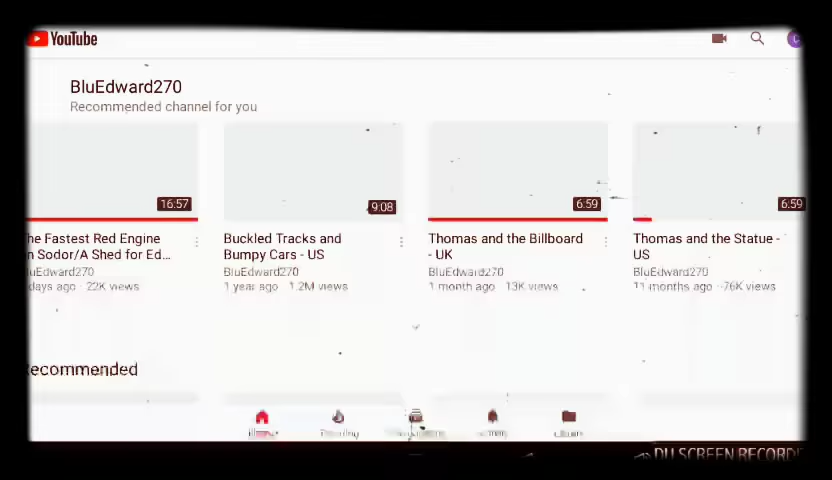 YouTube
BluEdward270
Recommended channel for you
16:57
9:08
6:59
6:59
he Fastest Red Engine
n Sodor/A Shed for Ed...
Buckled Tracks and
Bumpy Cars - US
Thomas and the Billboard
- UK
Thomas and the Statue -
US
luEdward270
BluEdward270
BluEdward270
BluEdward270
days ago · 22K views
1 year ago · 1.2M views
1 month ago · 13K views
11 months ago · 76K views
ecommended
DU SCREEN RECORD